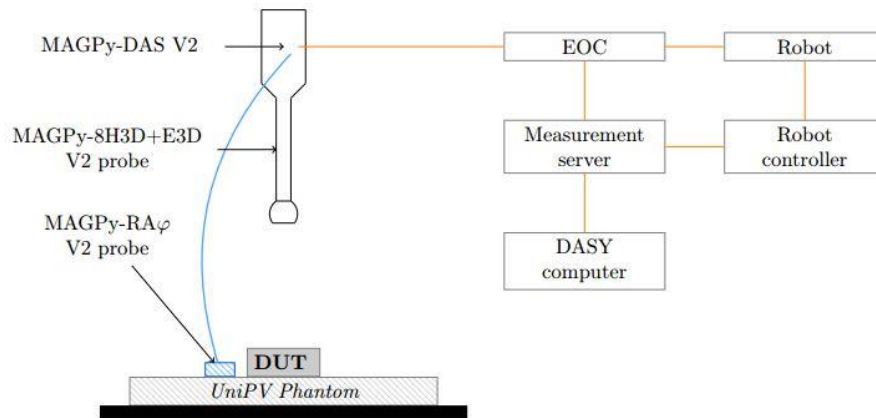 MAGPy-DAS V2
EOC
Robot
MAGPy-8H3D+E3D
V2 probe
Measurement
server
Robot
controller
MAGPy-RAφ
V2 probe
DASY
computer
DUT
UniPV Phantom